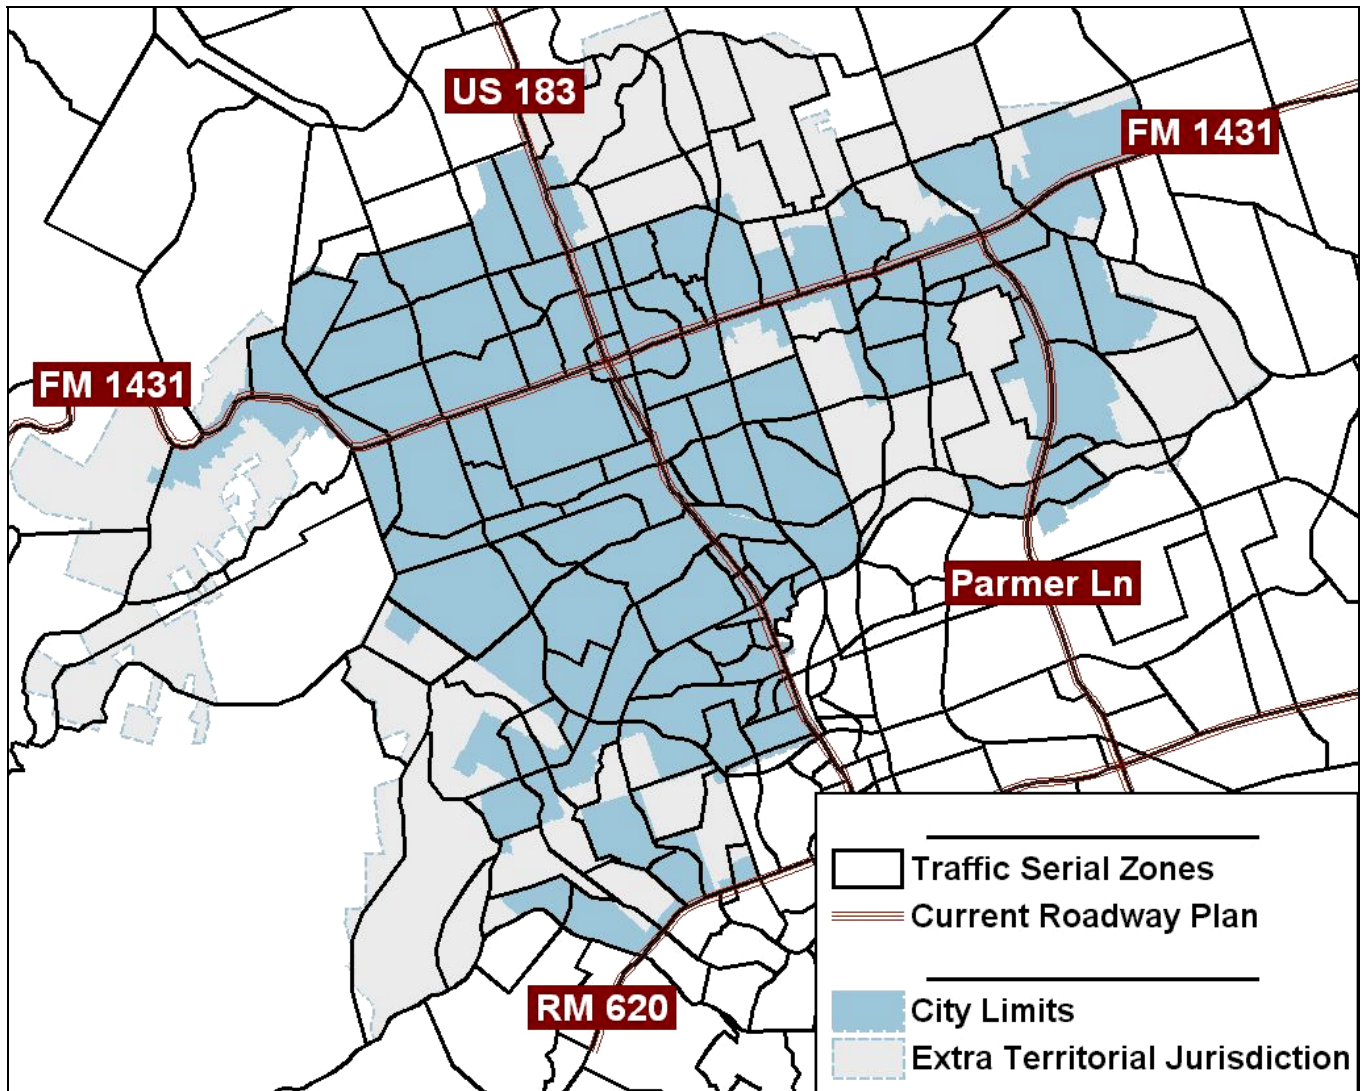 US 183
FM 1431
FM 1431
Parmer Ln
RM 620
Traffic Serial Zones
Current Roadway Plan
City Limits
Extra Territorial Jurisdiction